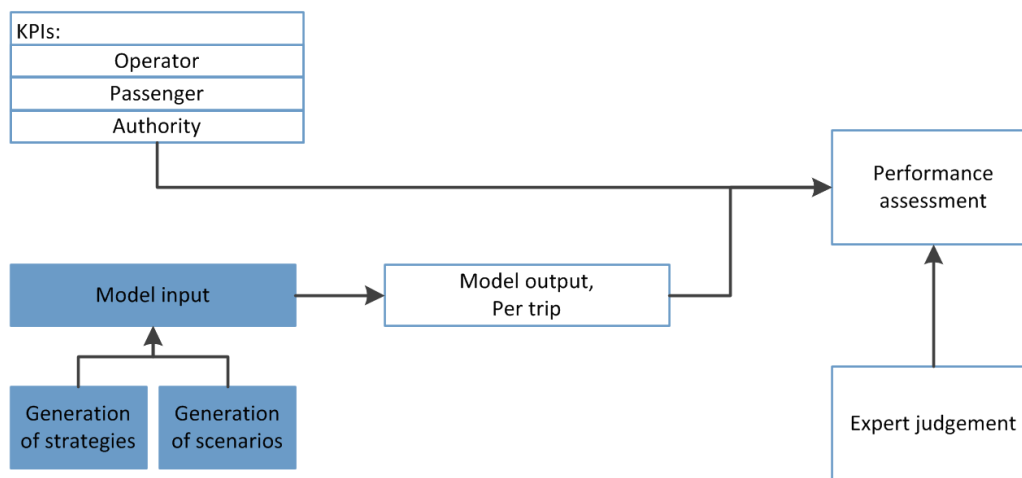 KPIs:
Operator
Passenger
Authority
Performance
assessment
Model input
Model output,
Per trip
Generation
of strategies
Generation
of scenarios
Expert judgement